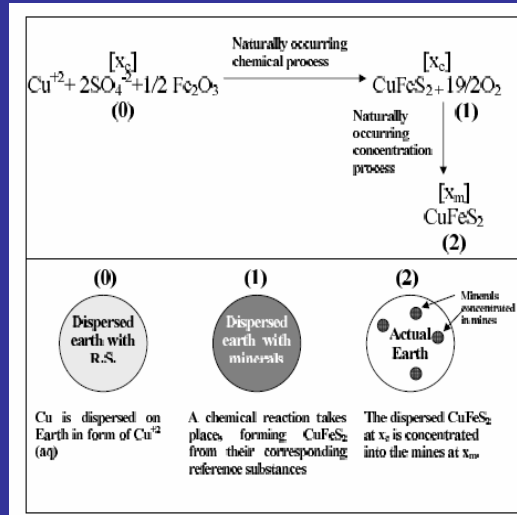 [xc]
Naturally occurring
chemical process
[xc]
Cu+2+ 2SO4-2+1/2 Fe2O3
CuFeS2+ 19/2O2
(0)
(1)
Naturally
occurring
concentration
process
[xm]
CuFeS2
(2)
(0)
(1)
(2)
Dispersed
earth with
R.S.
Dispersed
earth with
minerals
Actual
Earth
Minerals
concentrated
in mines
Cu is dispersed on
Earth in form of Cu+2
(aq)
A chemical reaction takes
place, forming CuFeS2
from their corresponding
reference substances
The dispersed CuFeS2
at xc is concentrated
into the mines at xm.